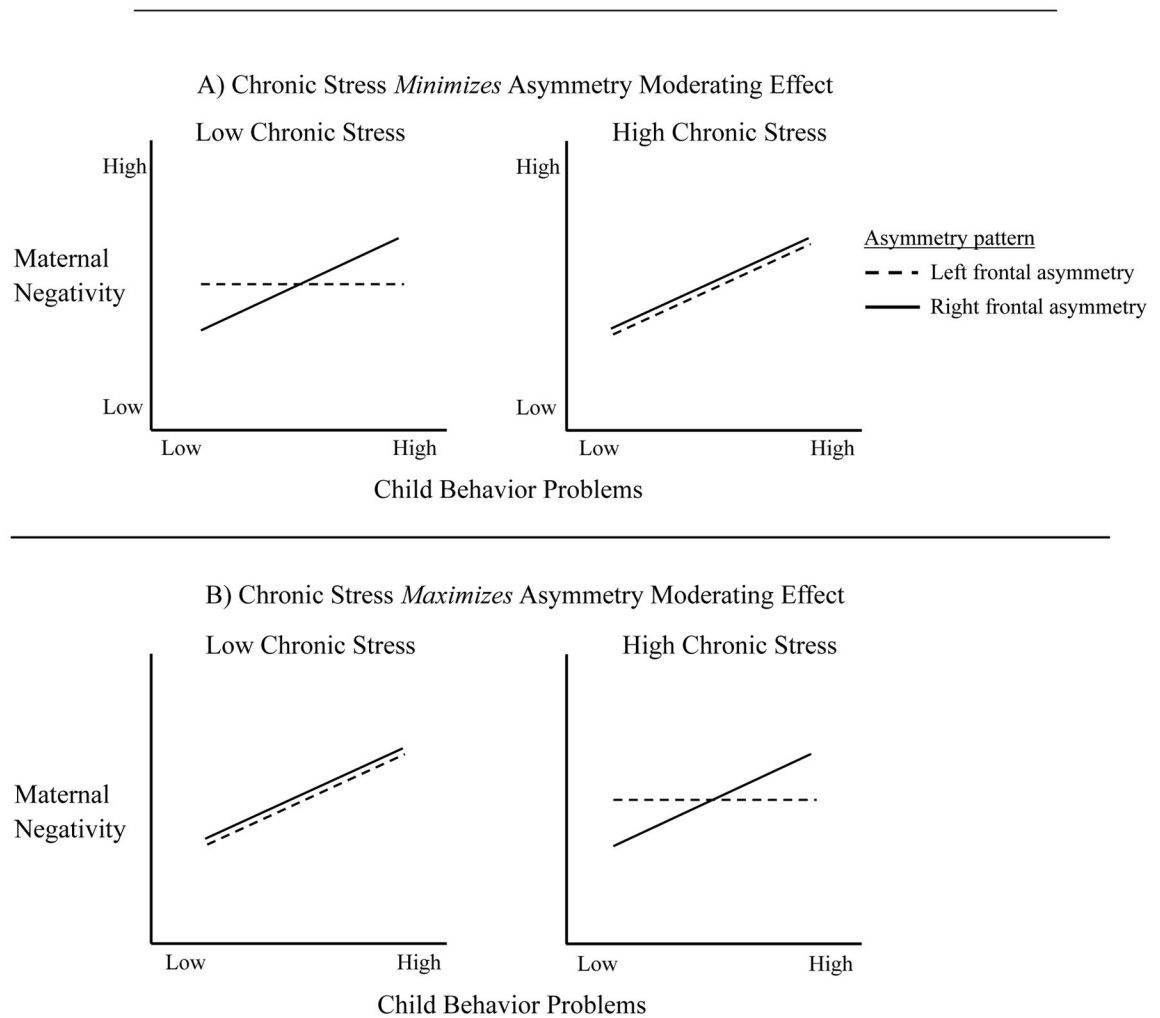 A) Chronic Stress Minimizes Asymmetry Moderating Effect
Low Chronic Stress
High Chronic Stress
High
High
Maternal
Negativity
Low
Low
Low
High
Low
High
Child Behavior Problems
Asymmetry pattern
Left frontal asymmetry
Right frontal asymmetry
B) Chronic Stress Maximizes Asymmetry Moderating Effect
Low Chronic Stress
High Chronic Stress
Maternal
Negativity
Low
High
Low
High
Child Behavior Problems